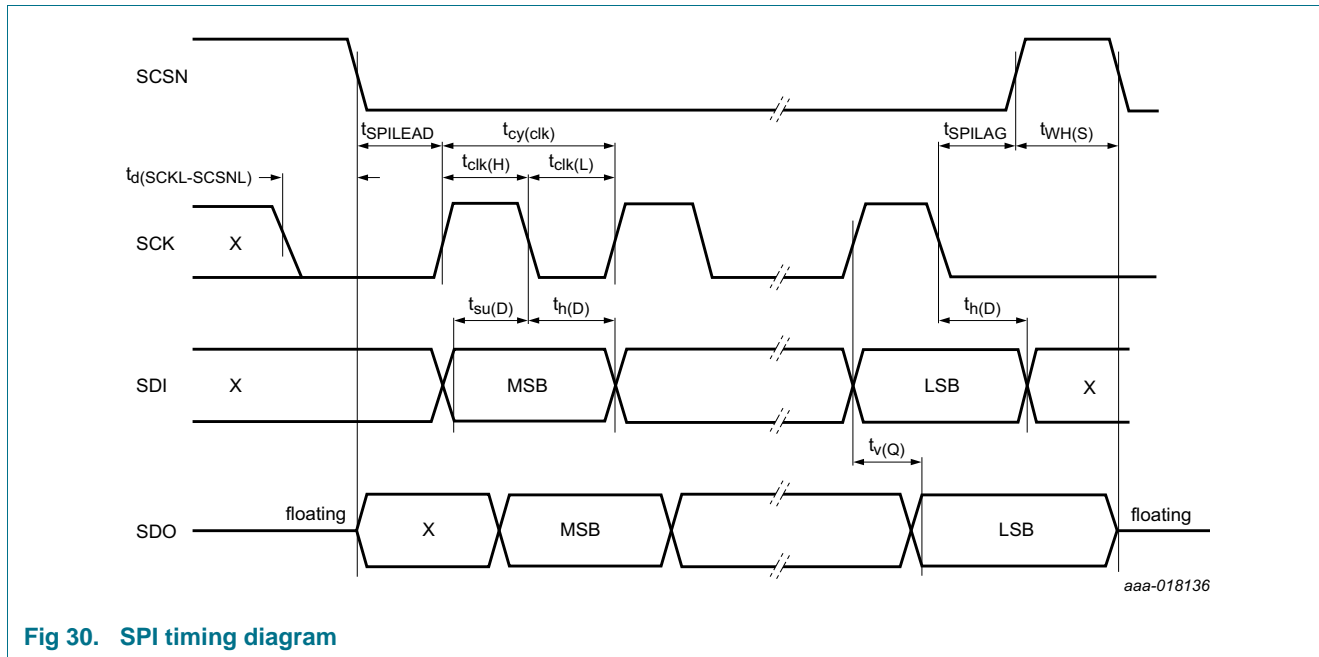 SCSN
tSPILEAD
tcy(clk)
tSPILAG
tWH(S)
td(SCKL-SCSNL)
tclk(H)
tclk(L)
SCK
X
tsu(D)
th(D)
th(D)
SDI
X
MSB
LSB
X
tv(Q)
SDO
floating
X
MSB
LSB
floating
aaa-018136
Fig 30. SPI timing diagram